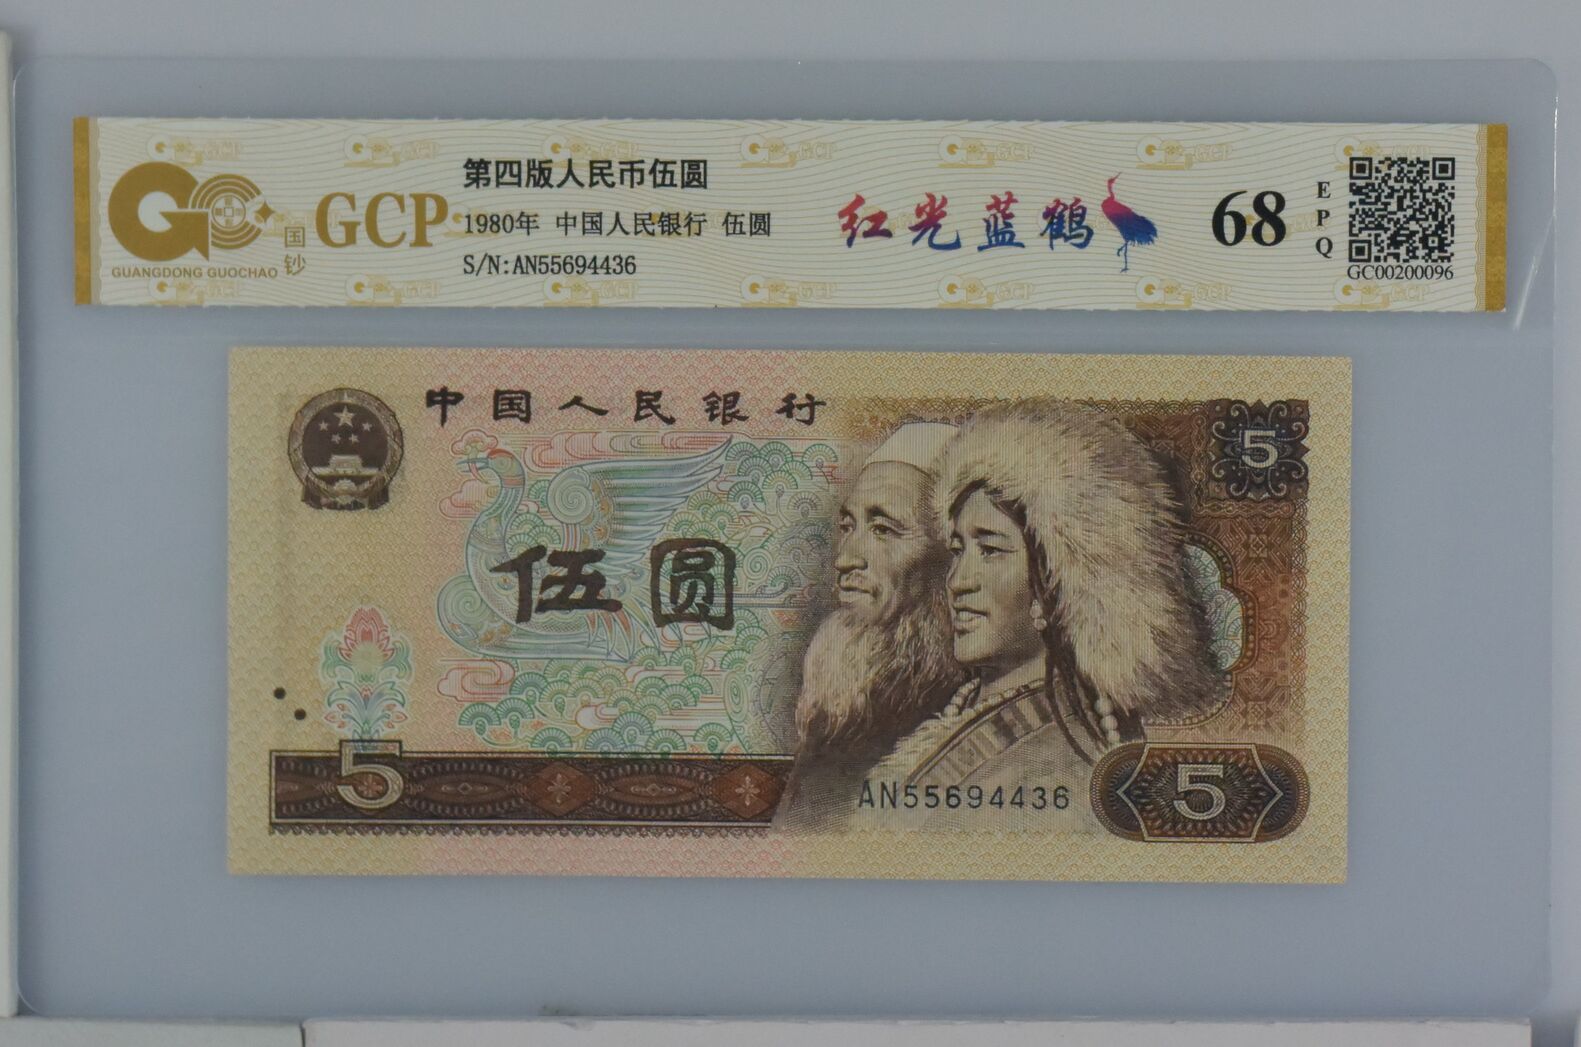 GUANGDONG GUOCHAO
国钞
GCP
第四版人民币伍圆
1980年 中国人民银行 伍圆
S/N:AN55694436
红光蓝鹤
68
EPQ
GC00200096
中国人民银行
5
伍圆
5
AN55694436
5